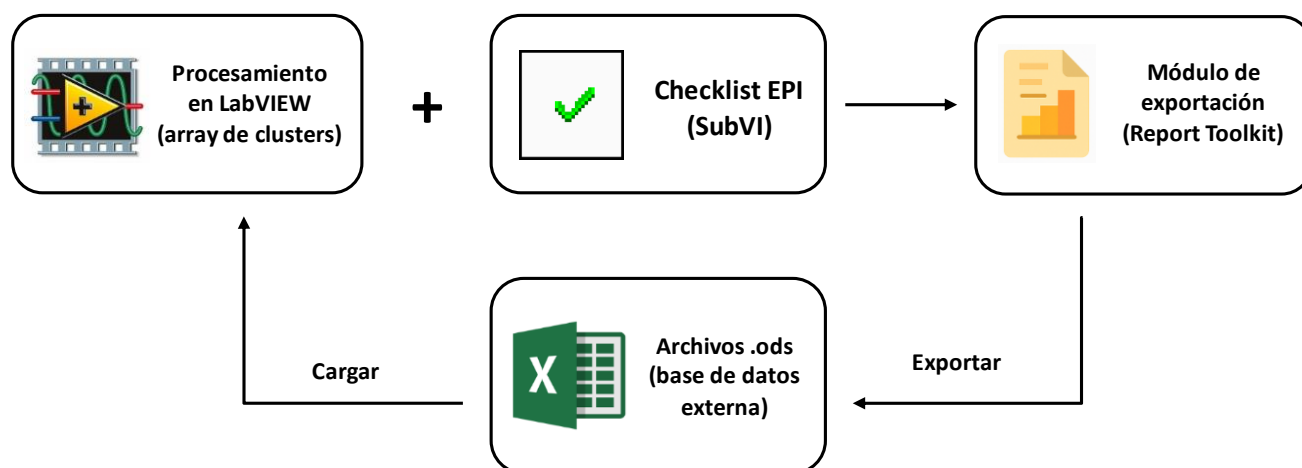 Procesamiento
en LabVIEW
(array de clusters)
+
Checklist EPI
(SubVI)
Módulo de
exportación
(Report Toolkit)
Cargar
X
Archivos .ods
(base de datos
externa)
Exportar